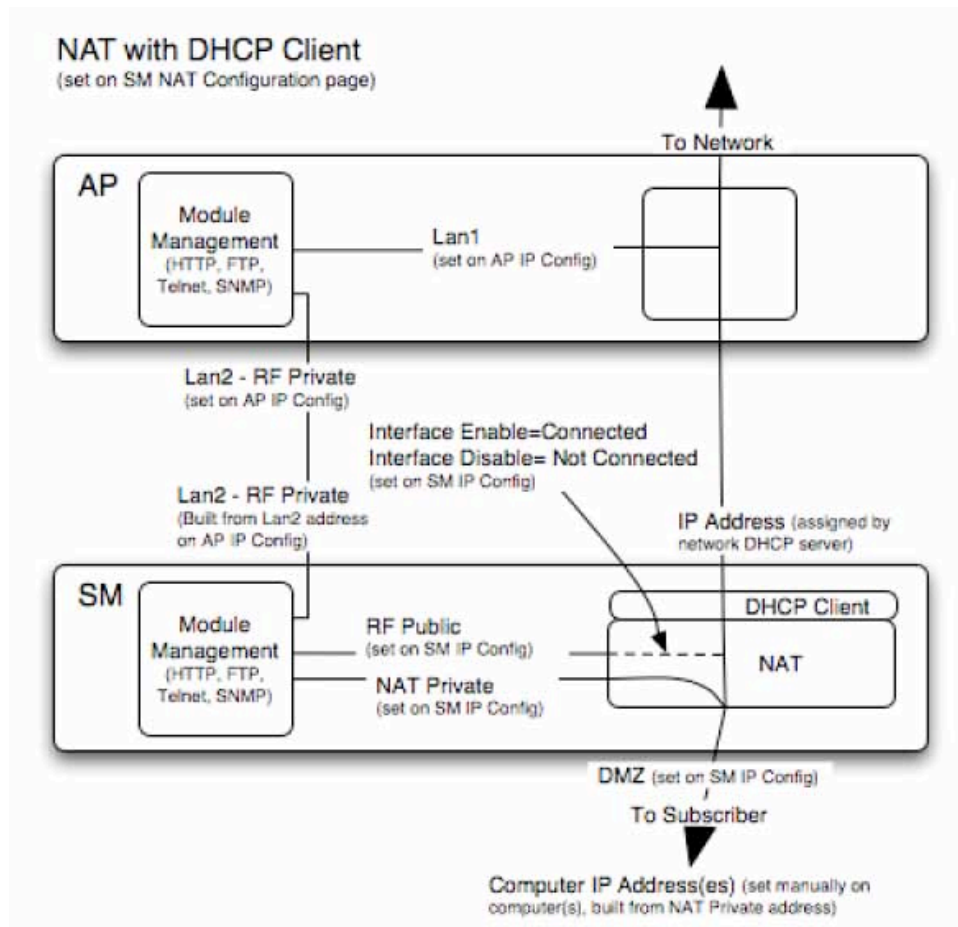 NAT with DHCP Client
(set on SM NAT Configuration page)
To Network
AP
Module
Management
(HTTP, FTP,
Telnet, SNMP)
Lan1
(set on AP IP Config)
Lan2 - RF Private
(set on AP IP Config)
Interface Enable=Connected
Interface Disable= Not Connected
(set on SM IP Config)
Lan2 - RF Private
(Built from Lan2 address
on AP IP Config)
IP Address (assigned by
network DHCP server)
SM
Module
Management
(HTTP, FTP,
Telnet, SNMP)
RF Public
(set on SM IP Config)
NAT Private
(set on SM IP Config)
DHCP Client
NAT
DMZ (set on SM IP Config)
To Subscriber
Computer IP Address(es) (set manually on
computer(s), built from NAT Private address)